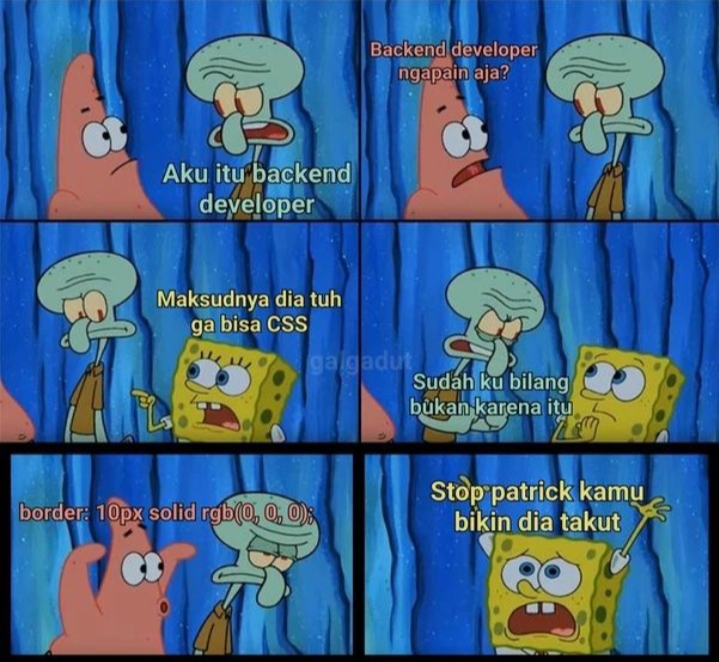 Aku itu backend
developer
Backend developer
ngapain aja?
Maksudnya dia tuh
ga bisa CSS
galgadut
Sudah ku bilang
bukan karena itu
border: 10px solid rgb(0, 0, 0);
Stop patrick kamu
bikin dia takut